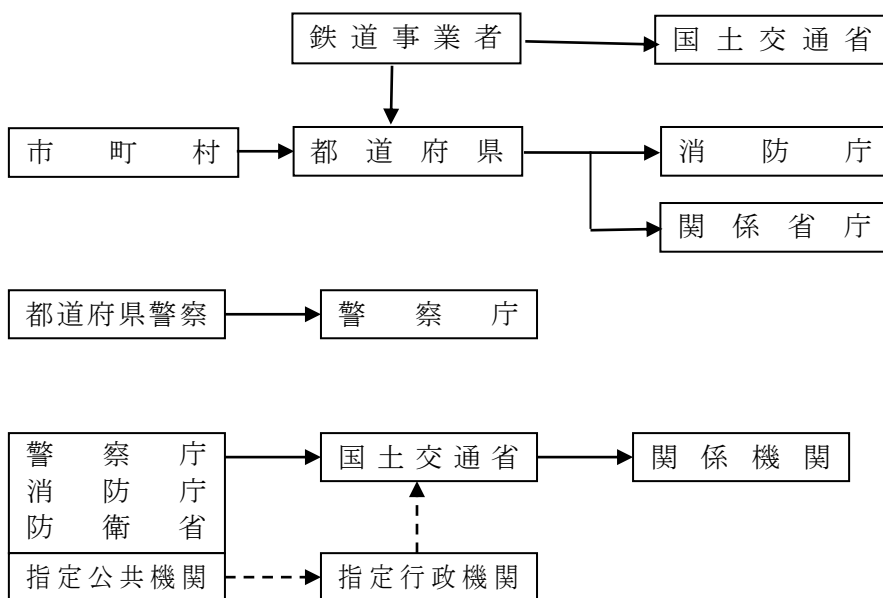 鉄道事業者
国土交通省
市町村
都道府県
消防庁
関係省庁
都道府県警察
警察庁
警察庁
国土交通省
関係機関
消防庁
防衛省
指定公共機関
指定行政機関